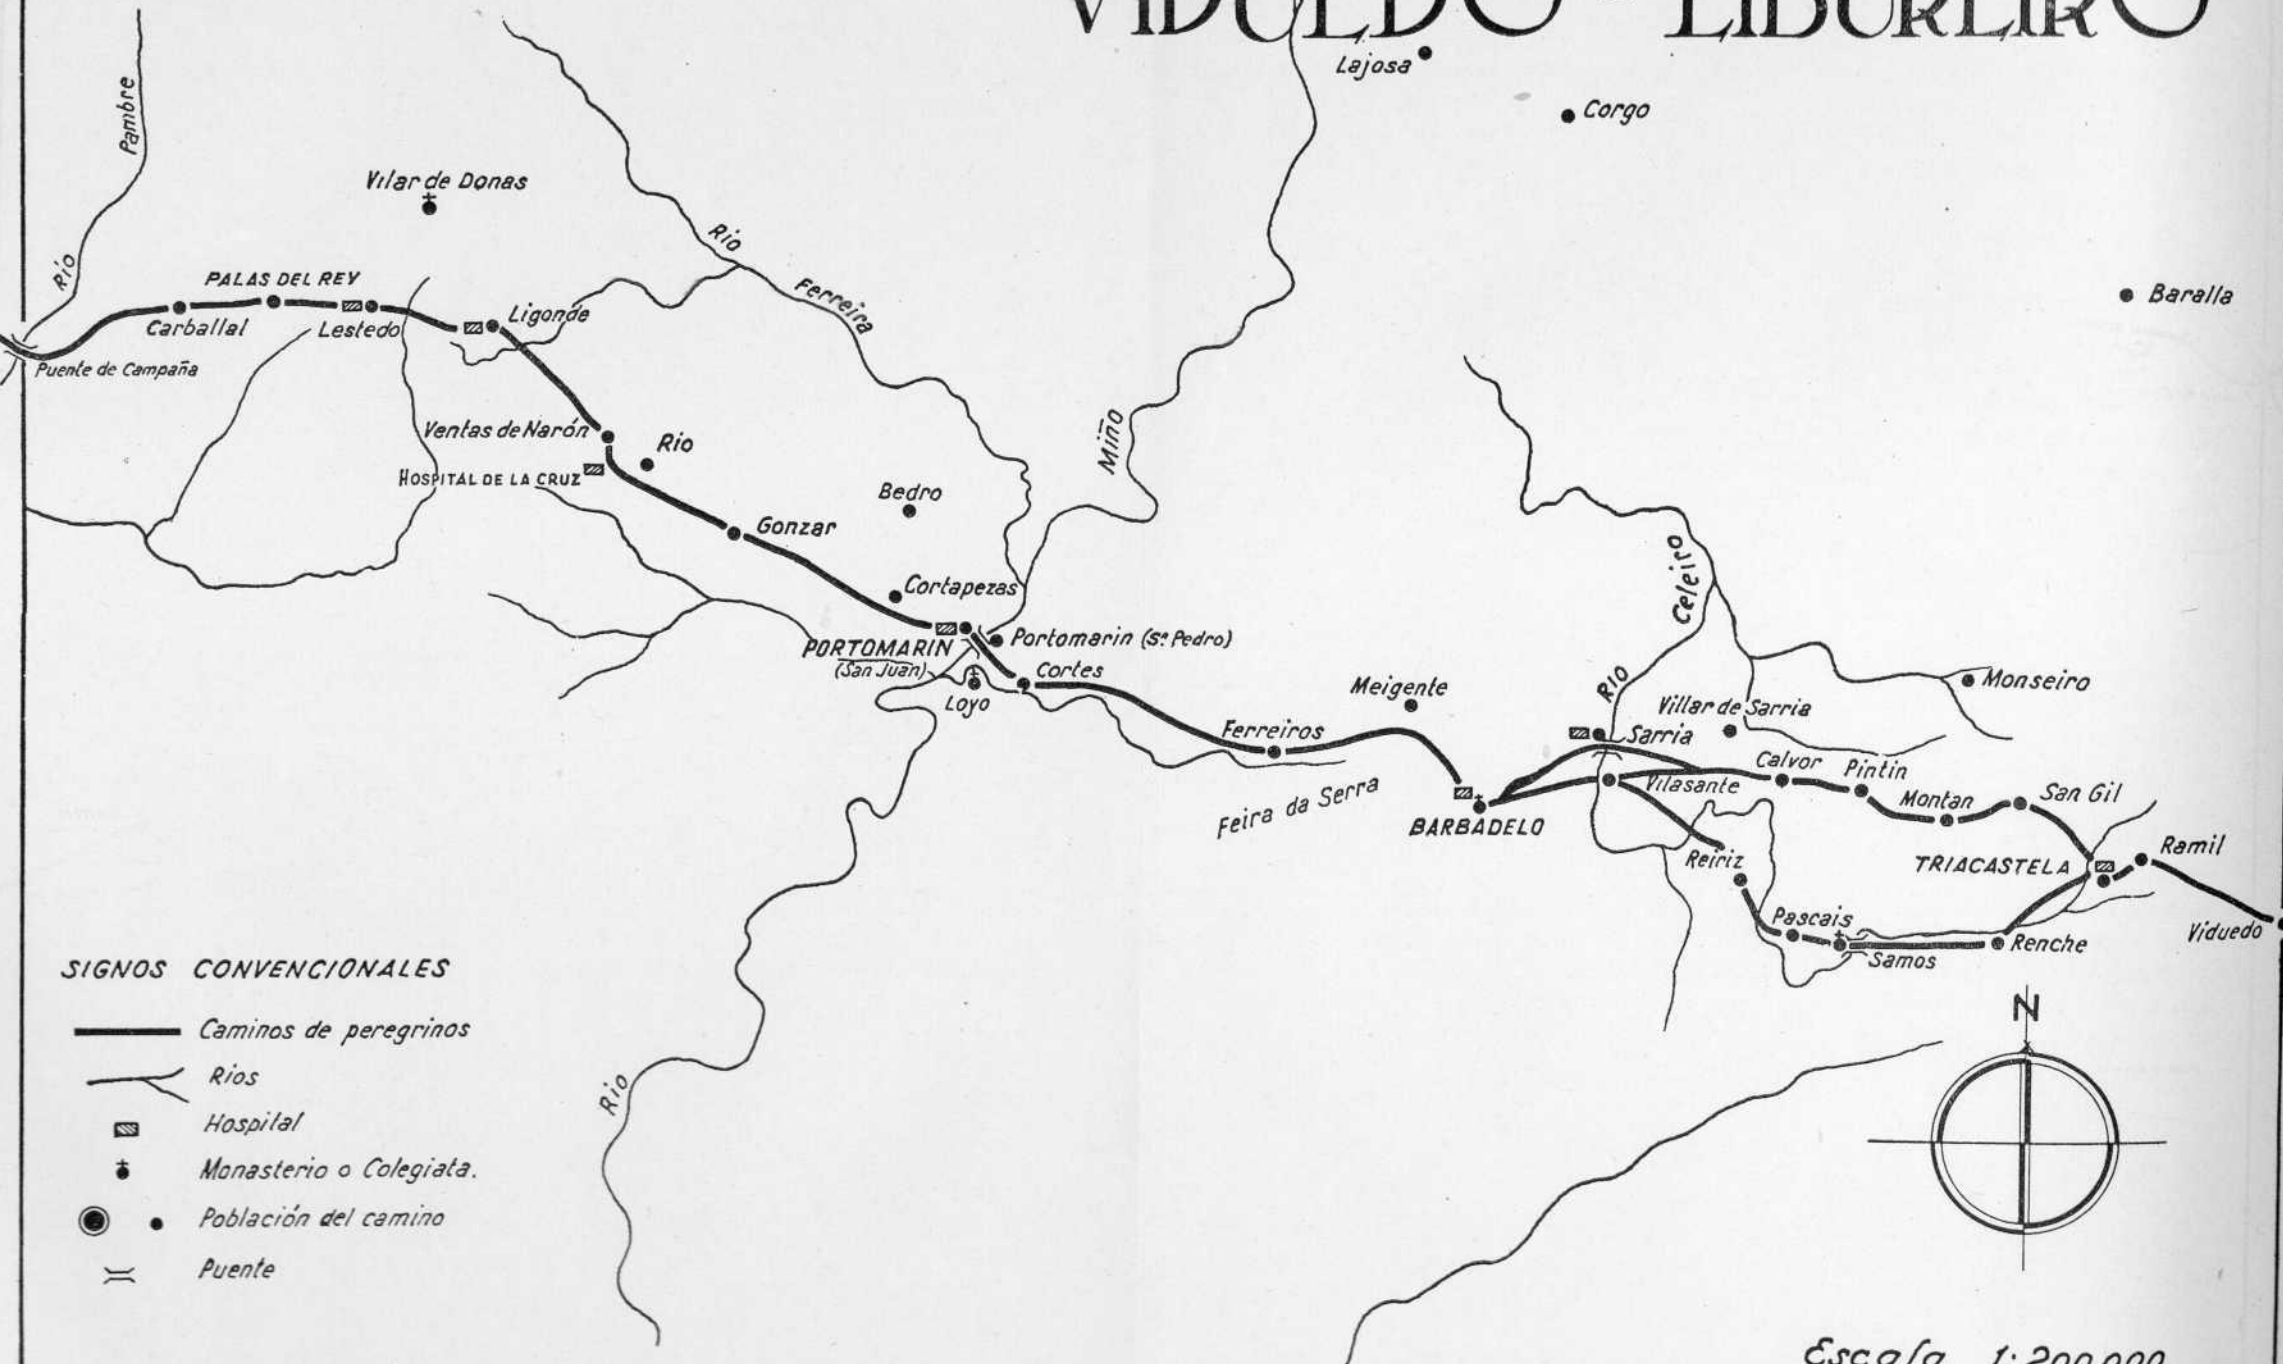 VIDUEDO - LIBUREIRO
Lajosa
Corgo
Pambre
Rio
Vilar de Donas
Rio
Ferreira
PALAS DEL REY
Carballal
Lestedo
Ligonde
Baralla
Puente de Campaña
Ventas de Narón
Rio
HOSPITAL DE LA CRUZ
Miño
Bedro
Gonzar
Celeiro
Cortapezas
PORTOMARIN
(San Juan)
Portomarin (Sn. Pedro)
Cortes
Loyo
Meigente
RIO
Villar de Sarria
Monseiro
Ferreiros
Sarria
Calvor
Pintin
Feira da Serra
Vilasante
Montan
San Gil
BARBADELO
Reiriz
TRIACASTELA
Ramil
Pascais
Samos
Renche
Viduedo
SIGNOS CONVENCIONALES
Caminos de peregrinos
Rios
Hospital
Monasterio o Colegiata.
Población del camino
Puente
Rio
N
Escala 1:200.000